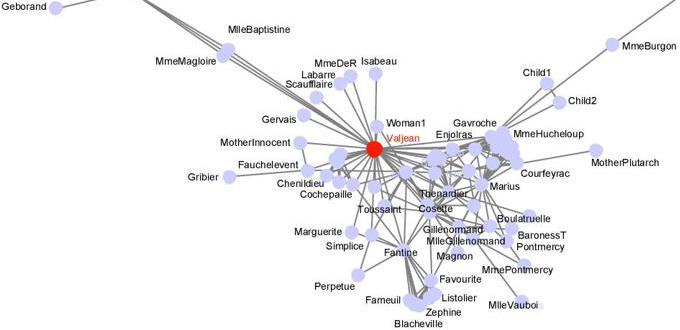 Geborand
MlleBaptistine
MmeMagloire
MmeBurgon
MmeDeR
Isabeau
Labarre
Scaufflaire
Child1
Child2
Gervais
Woman1
Gavroche
Valjean
Enjolras
MmeHucheloup
MotherInnocent
MotherPlutarch
Fauchelevent
Courfeyrac
Gribier
Chenildieu
Marius
Cochepaille
Thenardier
Toussaint
Cosette
Boulatruelle
Marguerite
Gillenormand
BaronessT
Simplice
MlleGillenormand
Pontmercy
Fantine
Magnon
MmePontmercy
Perpetue
Favourite
Fameuil
Listolier
MlleVaubois
Zephine
Blacheville